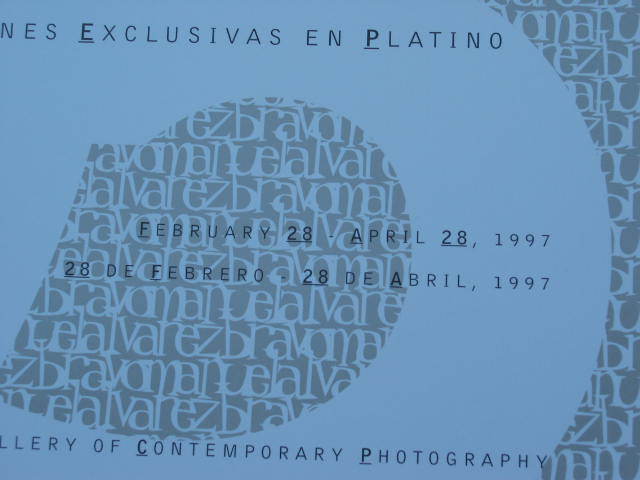 NES EXCLUSIVAS EN PLATINO
FEBRUARY 28 - APRIL 28, 1997
28 DE FEBRERO - 28 DE ABRIL, 1997
LLERY OF CONTEMPORARY PHOTOGRAPHY
manuelalvarezbravo